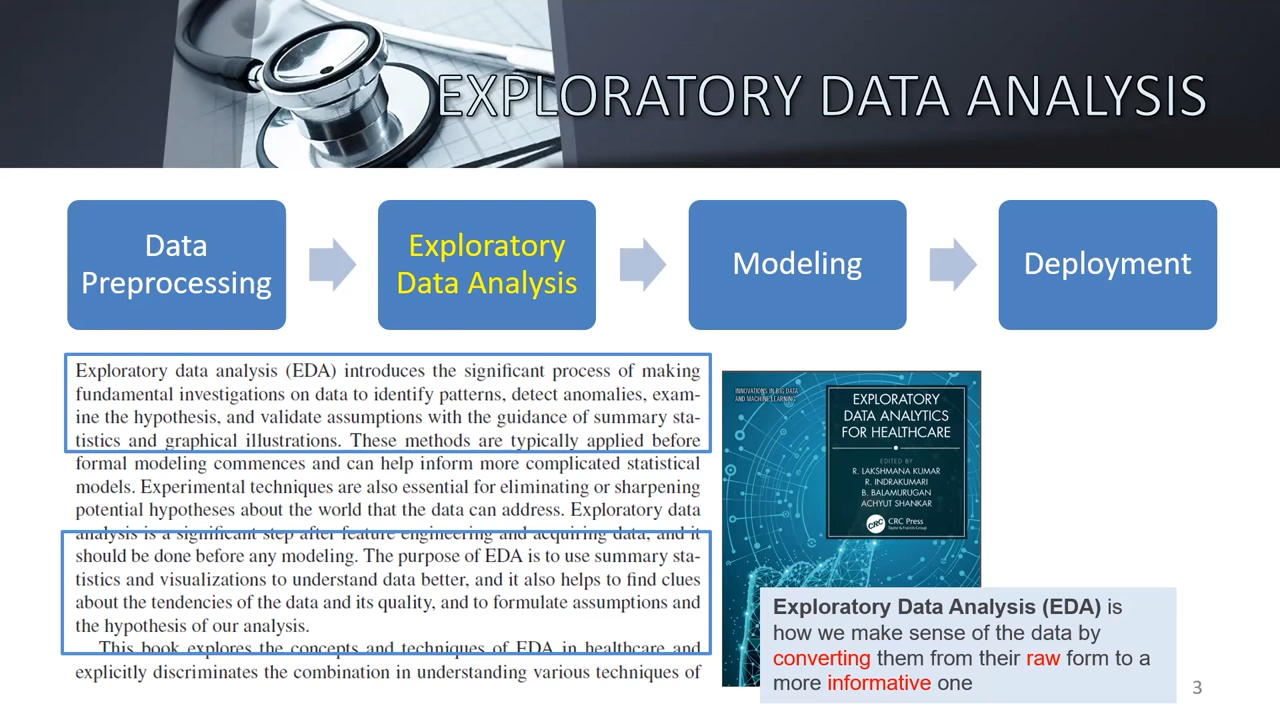 EXPLORATORY DATA ANALYSIS
Data
Preprocessing
Exploratory
Data Analysis
Modeling
Deployment
Exploratory data analysis (EDA) introduces the significant process of making
fundamental investigations on data to identify patterns, detect anomalies, exam-
ine the hypothesis, and validate assumptions with the guidance of summary sta-
tistics and graphical illustrations. These methods are typically applied before
formal modeling commences and can help inform more complicated statistical
models. Experimental techniques are also essential for eliminating or sharpening
potential hypotheses about the world that the data can address. Exploratory data
analysis is a significant step after feature engineering and acquiring data, and it
should be done before any modeling. The purpose of EDA is to use summary sta-
tistics and visualizations to understand data better, and it also helps to find clues
about the tendencies of the data and its quality, and to formulate assumptions and
the hypothesis of our analysis.
This book explores the concepts and techniques of EDA in healthcare and
explicitly discriminates the combination in understanding various techniques of
INNOVATIONS IN BIG DATA
AND MACHINE LEARNING
EXPLORATORY
DATA ANALYTICS
FOR HEALTHCARE
EDITED BY
R. LAKSHMANA KUMAR
R. INDRAKUMARI
B. BALAMURUGAN
ACHYUT SHANKAR
CRC
CRC Press
Taylor & Francis Group
Exploratory Data Analysis (EDA) is
how we make sense of the data by
converting them from their raw form to a
more informative one
3